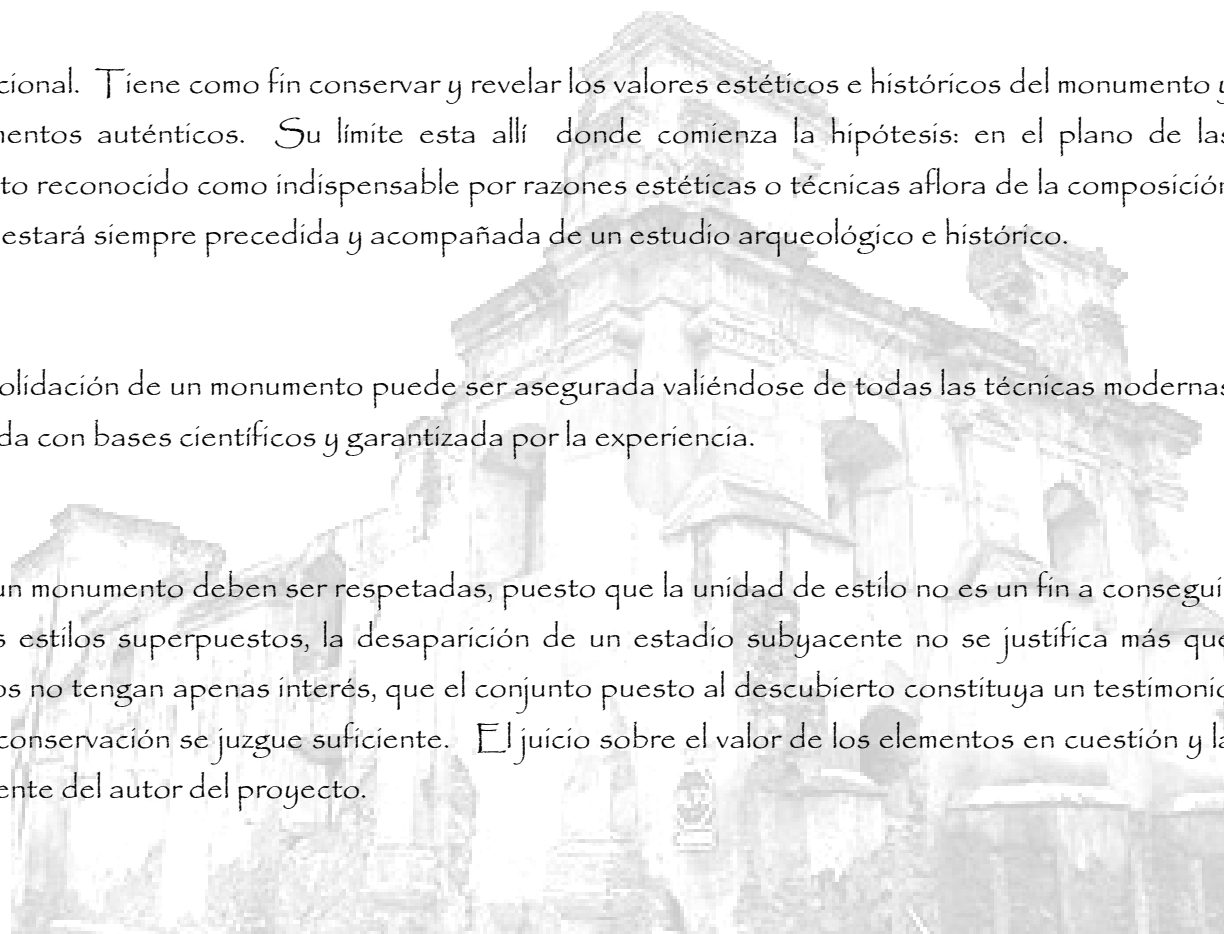 cional. Tiene como fin conservar y revelar los valores estéticos e históricos del monumento y
mentos auténticos. Su límite esta allí donde comienza la hipótesis: en el plano de las
to reconocido como indispensable por razones estéticas o técnicas aflora de la composición
estará siempre precedida y acompañada de un estudio arqueológico e histórico.
olidación de un monumento puede ser asegurada valiéndose de todas las técnicas modernas
da con bases científicos y garantizada por la experiencia.
un monumento deben ser respetadas, puesto que la unidad de estilo no es un fin a consegui
s estilos superpuestos, la desaparición de un estadio subyacente no se justifica más que
os no tengan apenas interés, que el conjunto puesto al descubierto constituya un testimonio
conservación se juzgue suficiente. El juicio sobre el valor de los elementos en cuestión y la
ente del autor del proyecto.